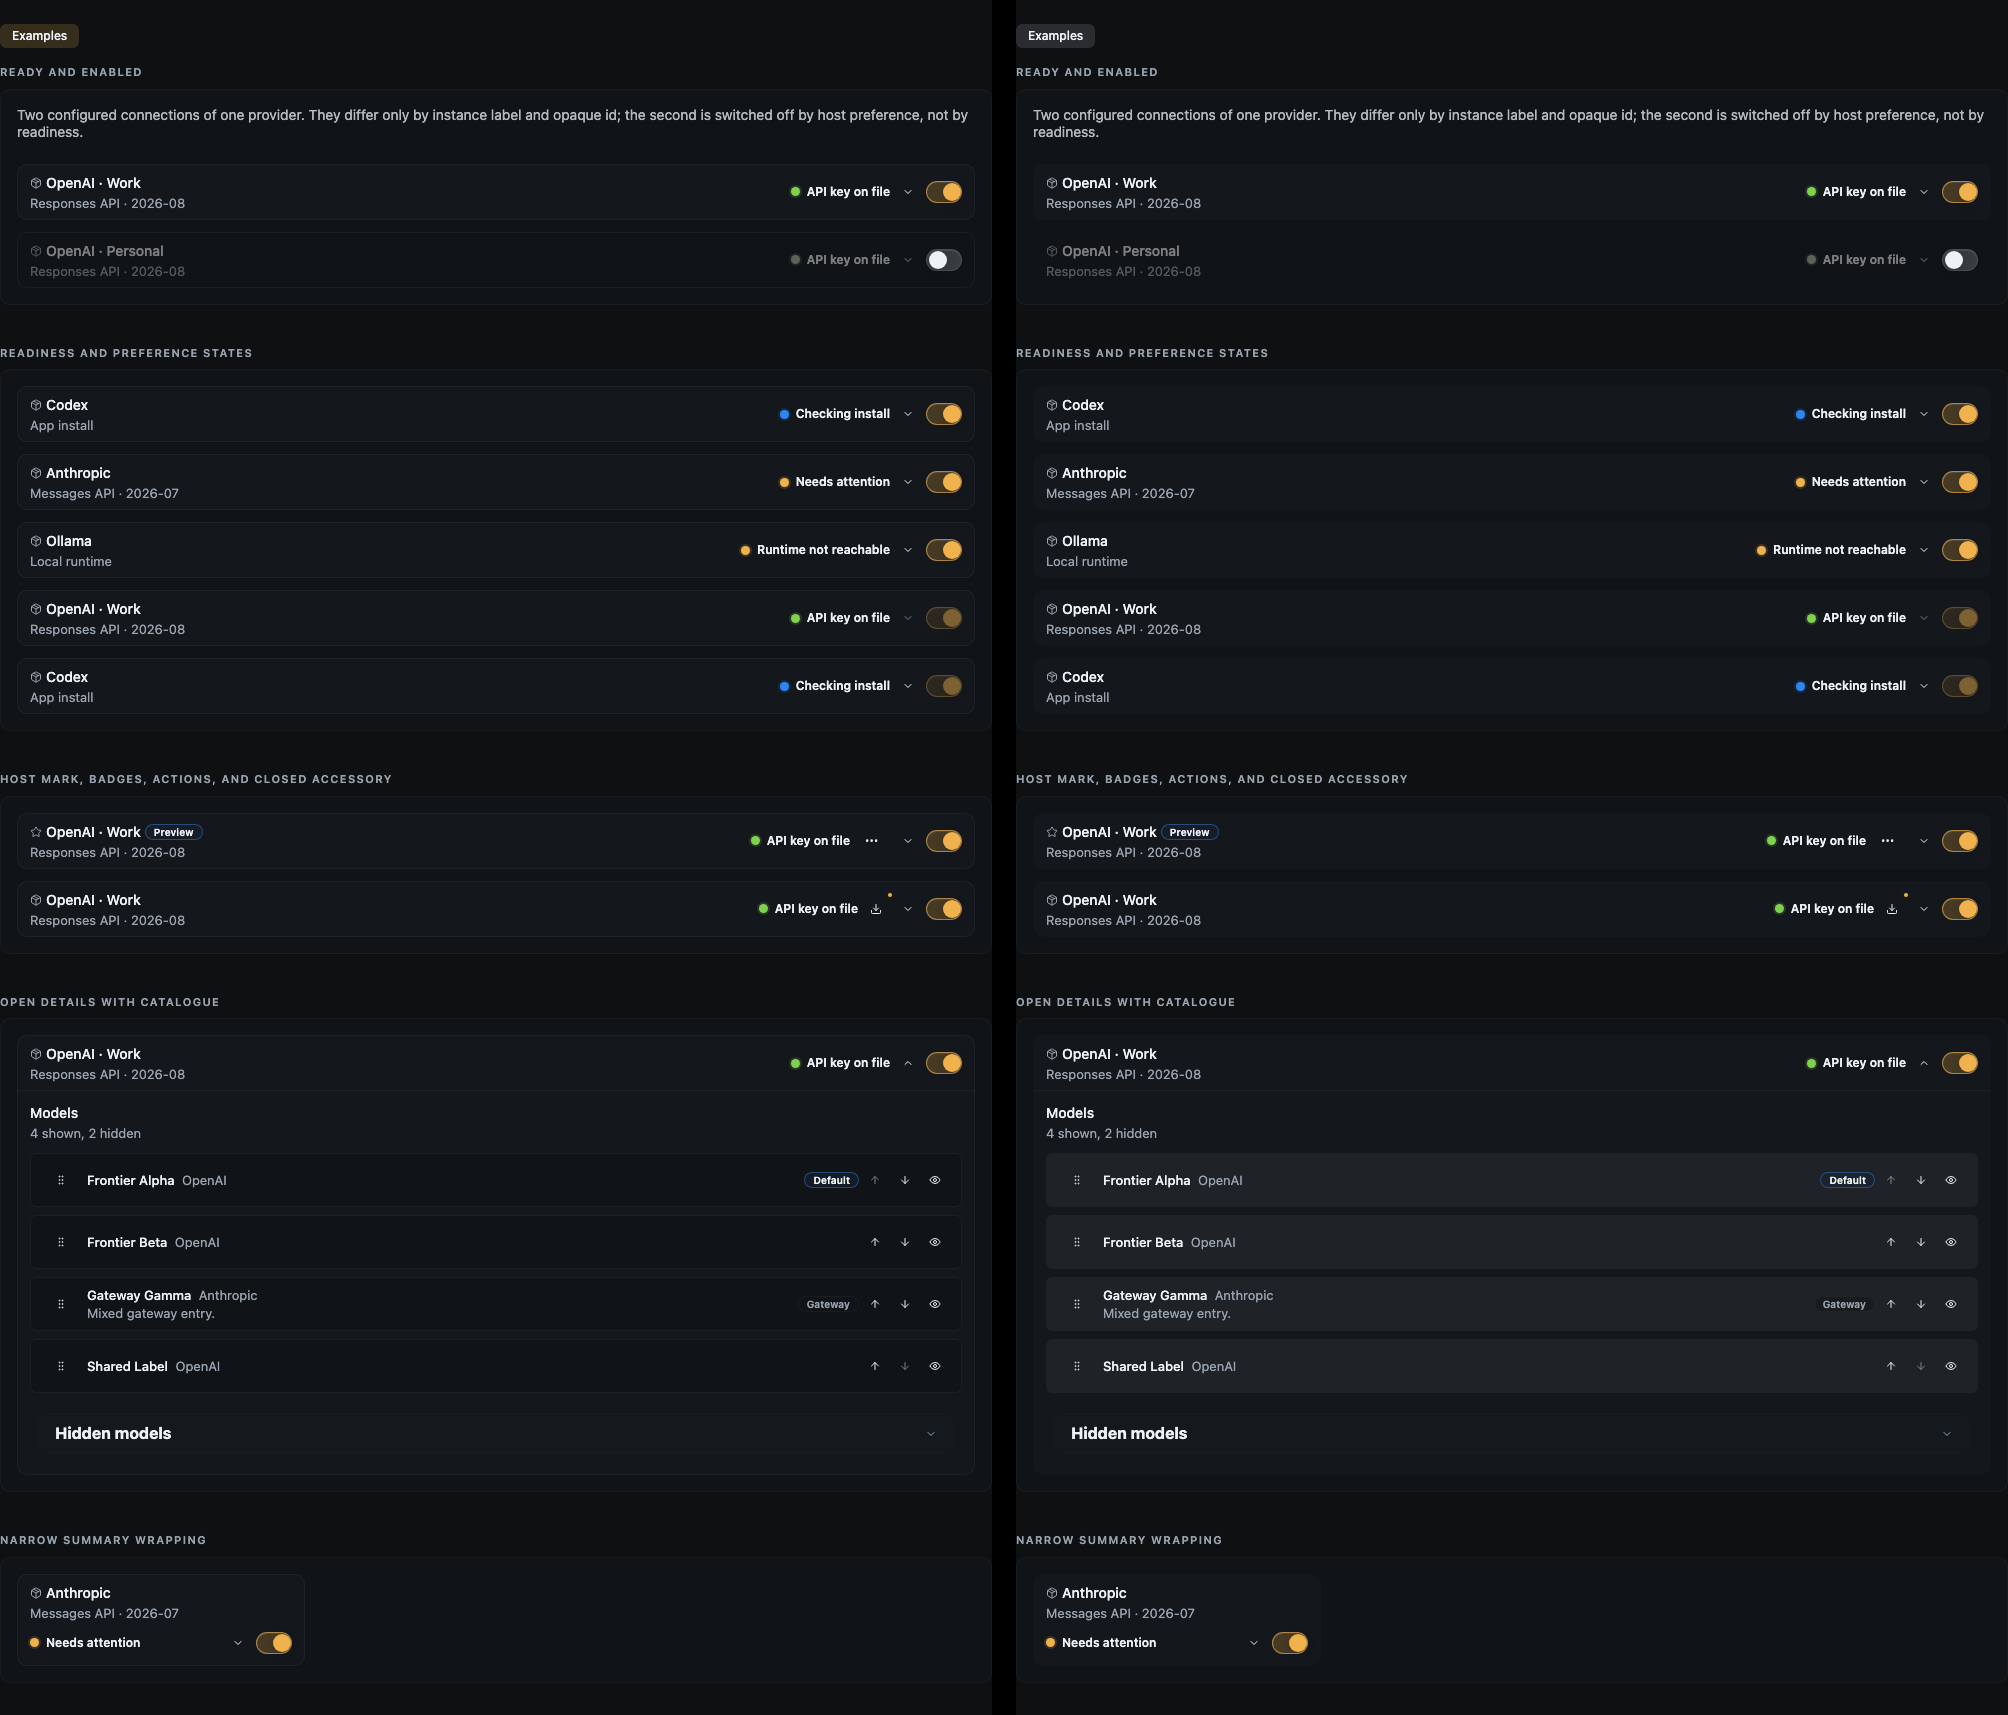 Examples
READY AND ENABLED
Two configured connections of one provider. They differ only by instance label and opaque id; the second is switched off by host preference, not by
readiness.
OpenAI · Work
Responses API · 2026-08
API key on file
OpenAI · Personal
Responses API · 2026-08
API key on file
READINESS AND PREFERENCE STATES
Codex
App install
Checking install
Anthropic
Messages API · 2026-07
Needs attention
Ollama
Local runtime
Runtime not reachable
OpenAI · Work
Responses API · 2026-08
API key on file
Codex
App install
Checking install
HOST MARK, BADGES, ACTIONS, AND CLOSED ACCESSORY
OpenAI · Work Preview
Responses API · 2026-08
API key on file
OpenAI · Work
Responses API · 2026-08
API key on file
OPEN DETAILS WITH CATALOGUE
OpenAI · Work
Responses API · 2026-08
API key on file
Models
4 shown, 2 hidden
Frontier Alpha OpenAI Default
Frontier Beta OpenAI
Gateway Gamma Anthropic
Mixed gateway entry.
Gateway
Shared Label OpenAI
Hidden models
NARROW SUMMARY WRAPPING
Anthropic
Messages API · 2026-07
Needs attention
Examples
READY AND ENABLED
Two configured connections of one provider. They differ only by instance label and opaque id; the second is switched off by host preference, not by
readiness.
OpenAI · Work
Responses API · 2026-08
API key on file
OpenAI · Personal
Responses API · 2026-08
API key on file
READINESS AND PREFERENCE STATES
Codex
App install
Checking install
Anthropic
Messages API · 2026-07
Needs attention
Ollama
Local runtime
Runtime not reachable
OpenAI · Work
Responses API · 2026-08
API key on file
Codex
App install
Checking install
HOST MARK, BADGES, ACTIONS, AND CLOSED ACCESSORY
OpenAI · Work Preview
Responses API · 2026-08
API key on file
OpenAI · Work
Responses API · 2026-08
API key on file
OPEN DETAILS WITH CATALOGUE
OpenAI · Work
Responses API · 2026-08
API key on file
Models
4 shown, 2 hidden
Frontier Alpha OpenAI Default
Frontier Beta OpenAI
Gateway Gamma Anthropic
Mixed gateway entry.
Gateway
Shared Label OpenAI
Hidden models
NARROW SUMMARY WRAPPING
Anthropic
Messages API · 2026-07
Needs attention